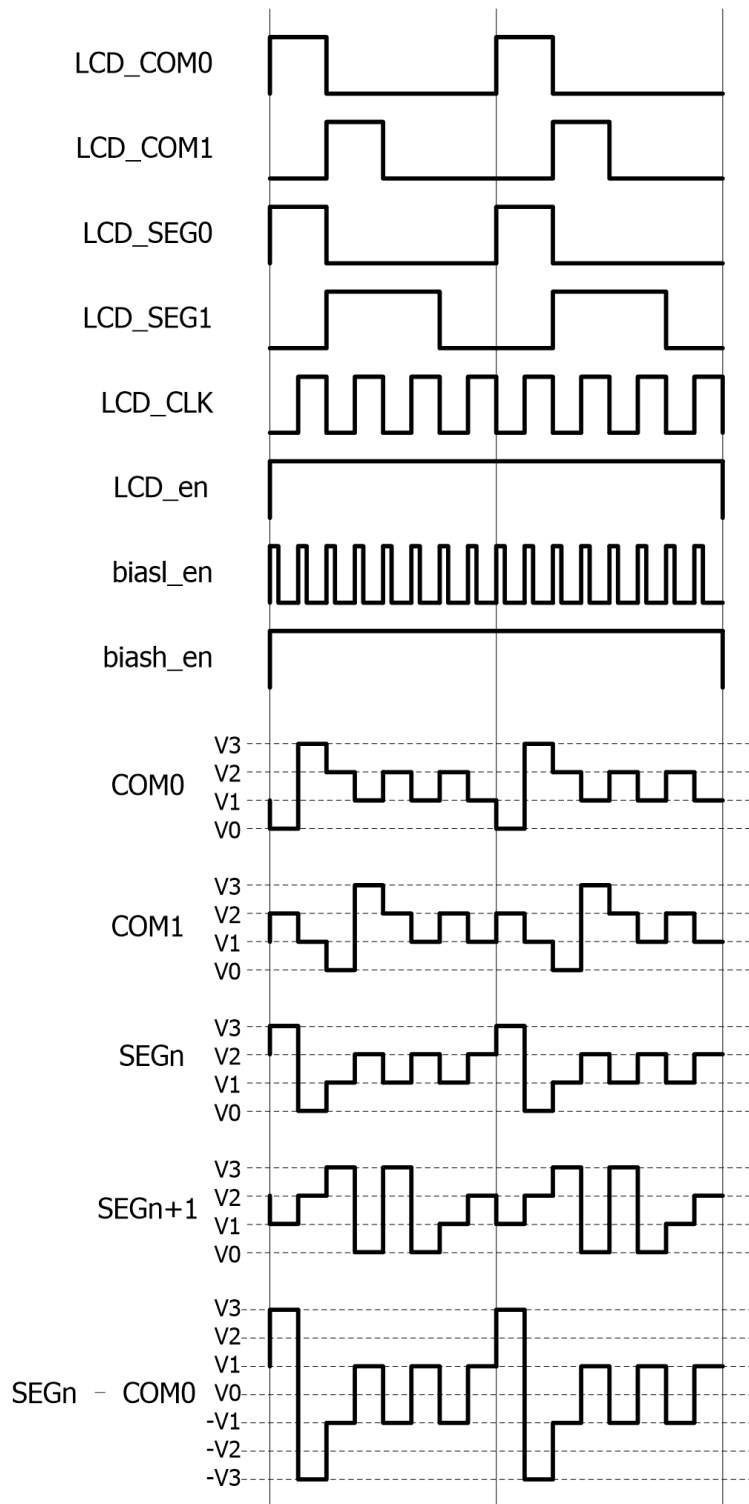 LCD_COM0
LCD_COM1
LCD_SEG0
LCD_SEG1
LCD_CLK
LCD_en
biasl_en
biash_en
V3
V2
COM0
V1
V0
V3
V2
COM1
V1
V0
V3
SEGn
V2
V1
V0
V3
V2
SEGn+1
V1
V0
V3
V2
V1
SEGn - COM0 V0
-V1
-V2
-V3